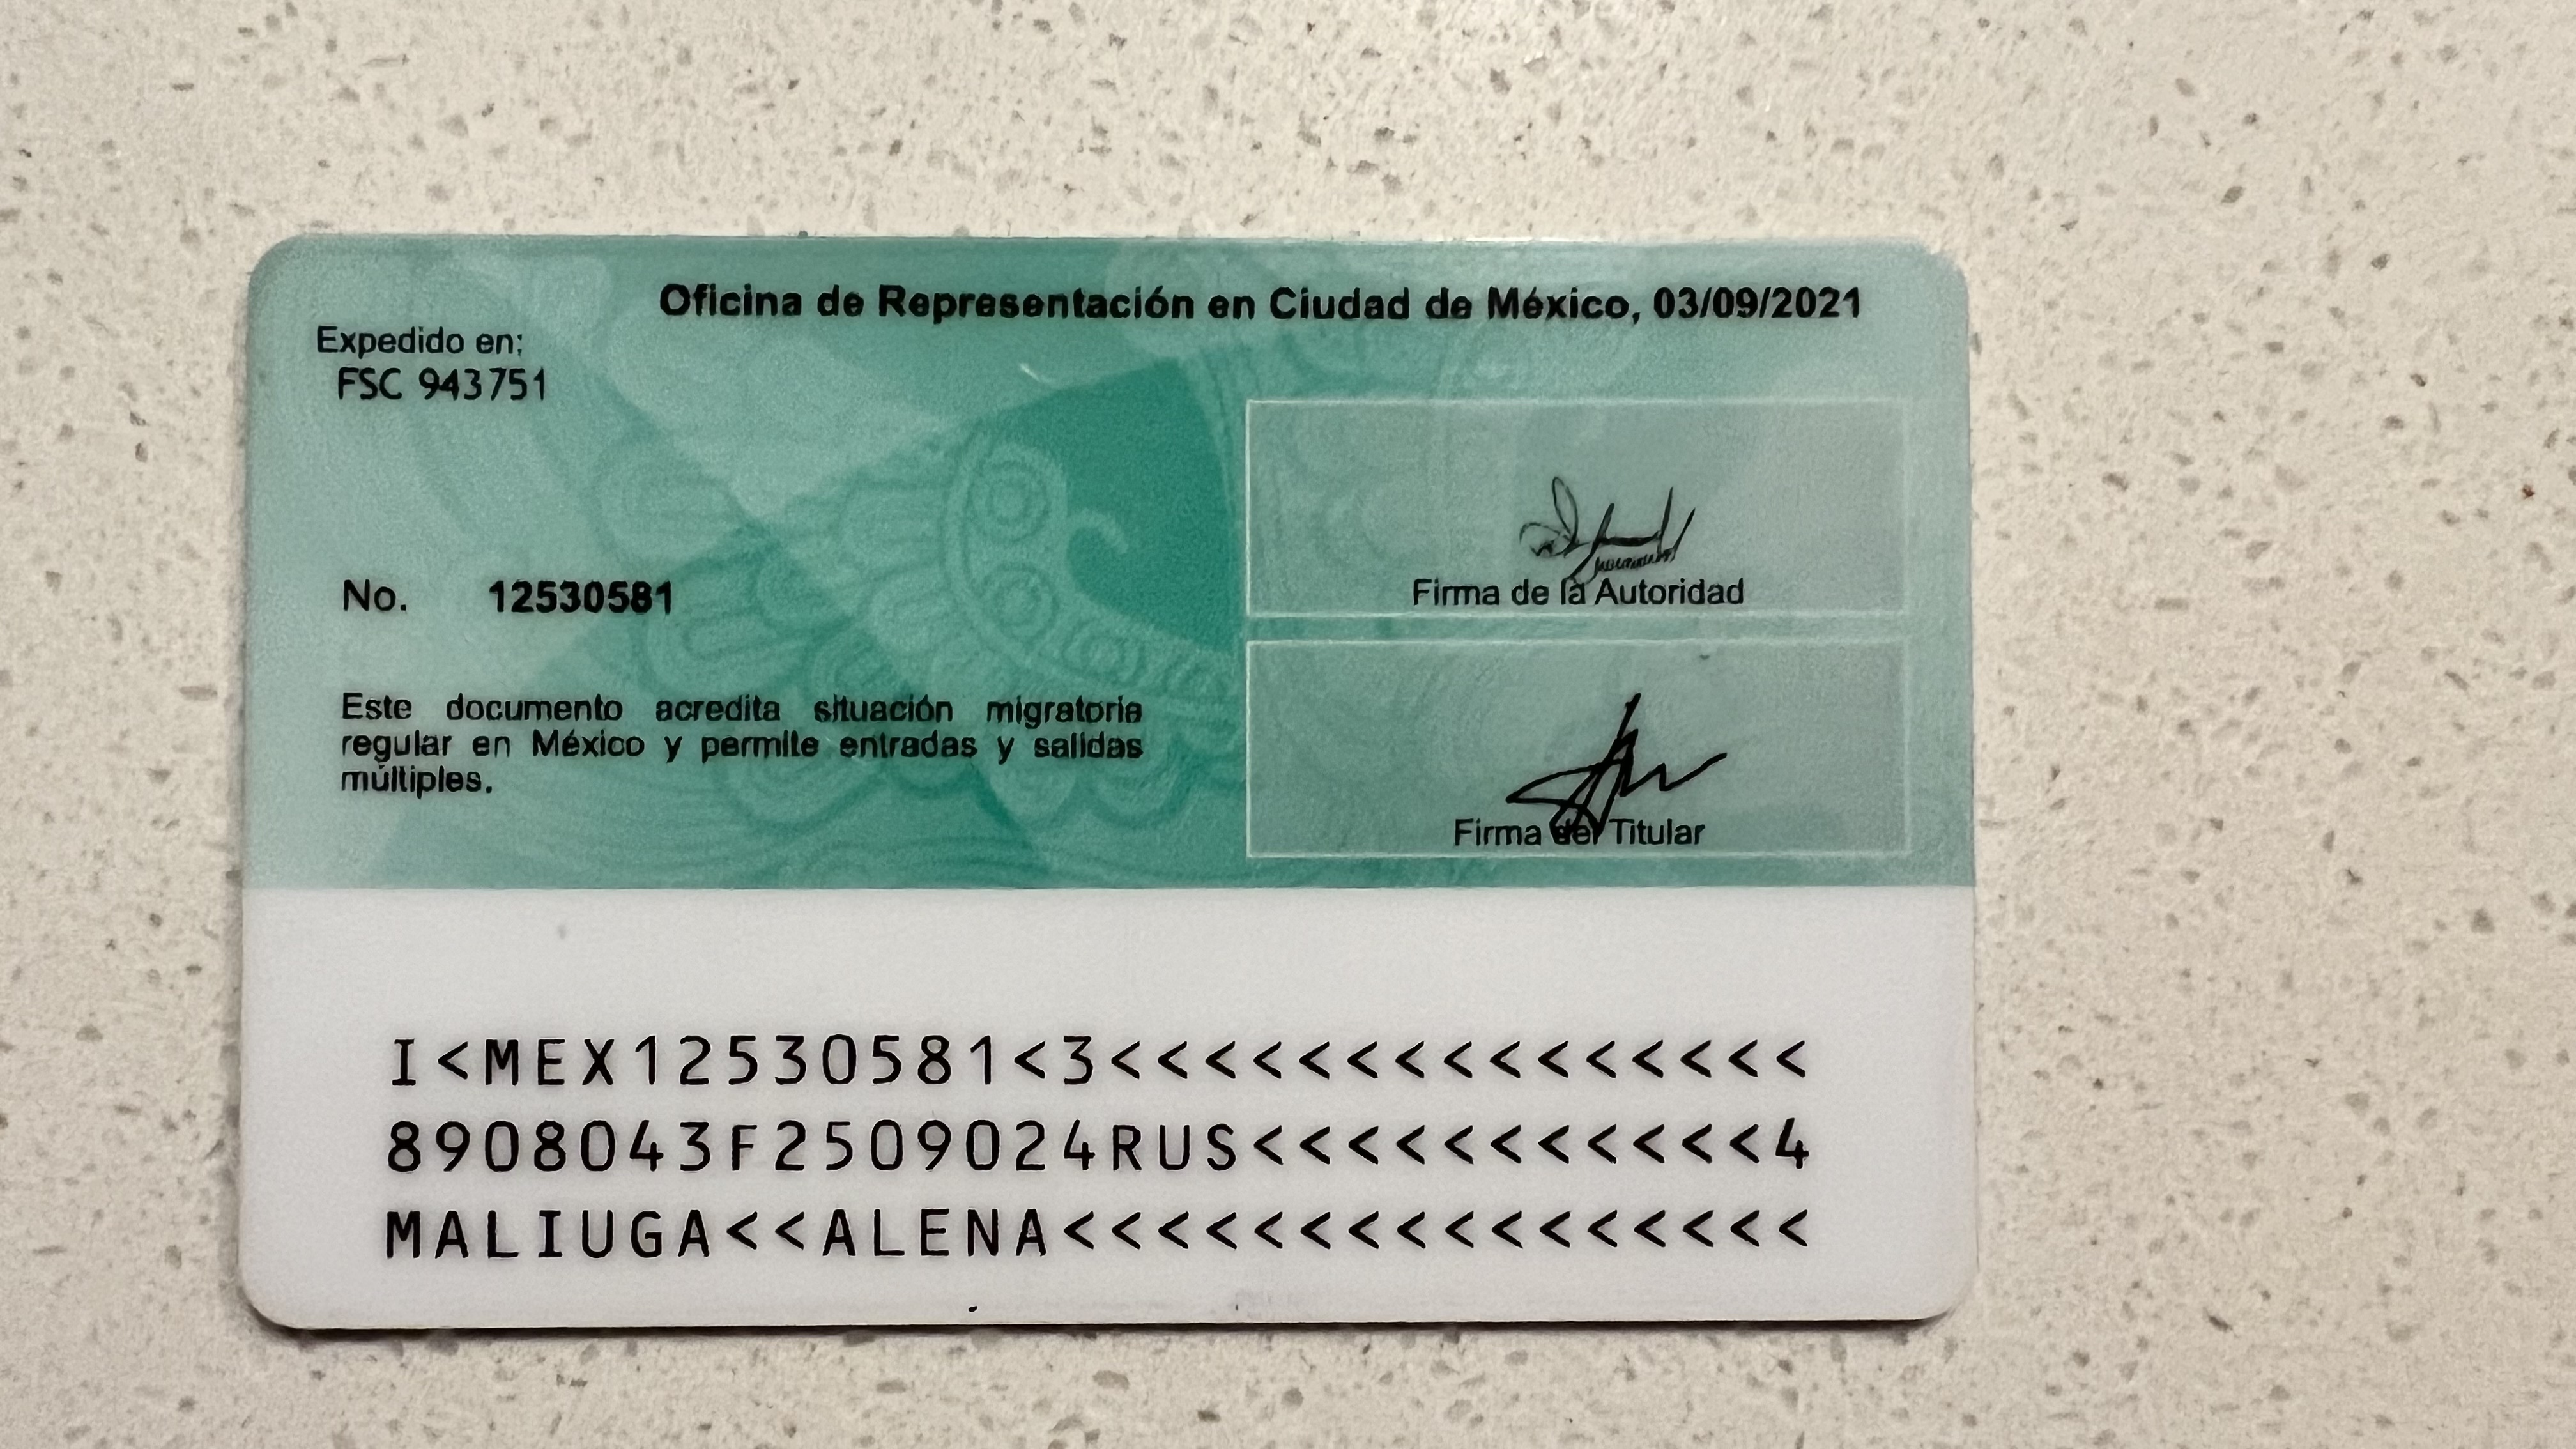 Oficina de Representación en Ciudad de México, 03/09/2021
Expedido en:
FSC 943751
No. 12530581
Firma de la Autoridad
Este documento acredita situación migratoria
regular en México y permite entradas y salidas
múltiples.
Firma del Titular
I<MEX12530581<3<<<<<<<<<<<<<<<
8908043F2509024RUS<<<<<<<<<<<4
MALIUGA<<ALENA<<<<<<<<<<<<<<<<